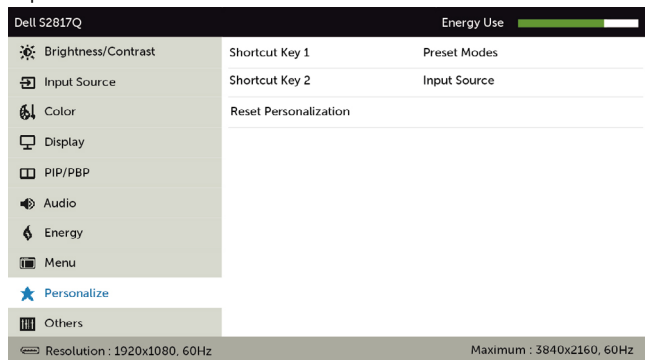 Dell S2817Q Energy Use
Brightness/Contrast Shortcut Key 1 Preset Modes
Input Source Shortcut Key 2 Input Source
Color Reset Personalization
Display
PIP/PBP
Audio
Energy
Menu
Personalize
Others
Resolution : 1920x1080, 60Hz Maximum : 3840x2160, 60Hz